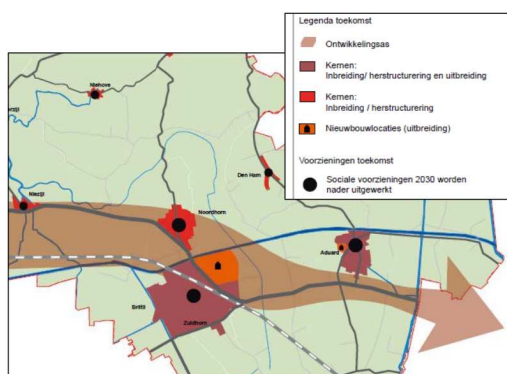 Legenda toekomst
Ontwikkelingsas
Kernen:
Inbreiding/ herstructurering en uitbreiding
Kernen:
Inbreiding / herstructurering
Nieuwbouwlocaties (uitbreiding)
Voorzieningen toekomst
Sociale voorzieningen 2030 worden
nader uitgewerkt
Niehove
Den Ham
Niezijl
Noordhorn
Aduard
Briltil
Zuidhorn